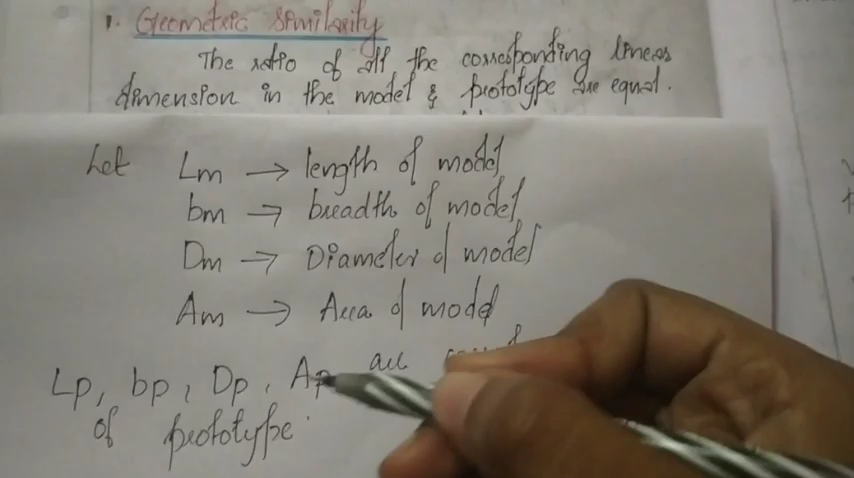 1. Geometric Similarity
The ratio of all the corresponding linear
dimension in the model & prototype are equal.
Let Lm → length of model
bm → breadth of model
Dm → Diameter of model
Am → Area of model
Lp, bp, Dp, Ap are
of prototype